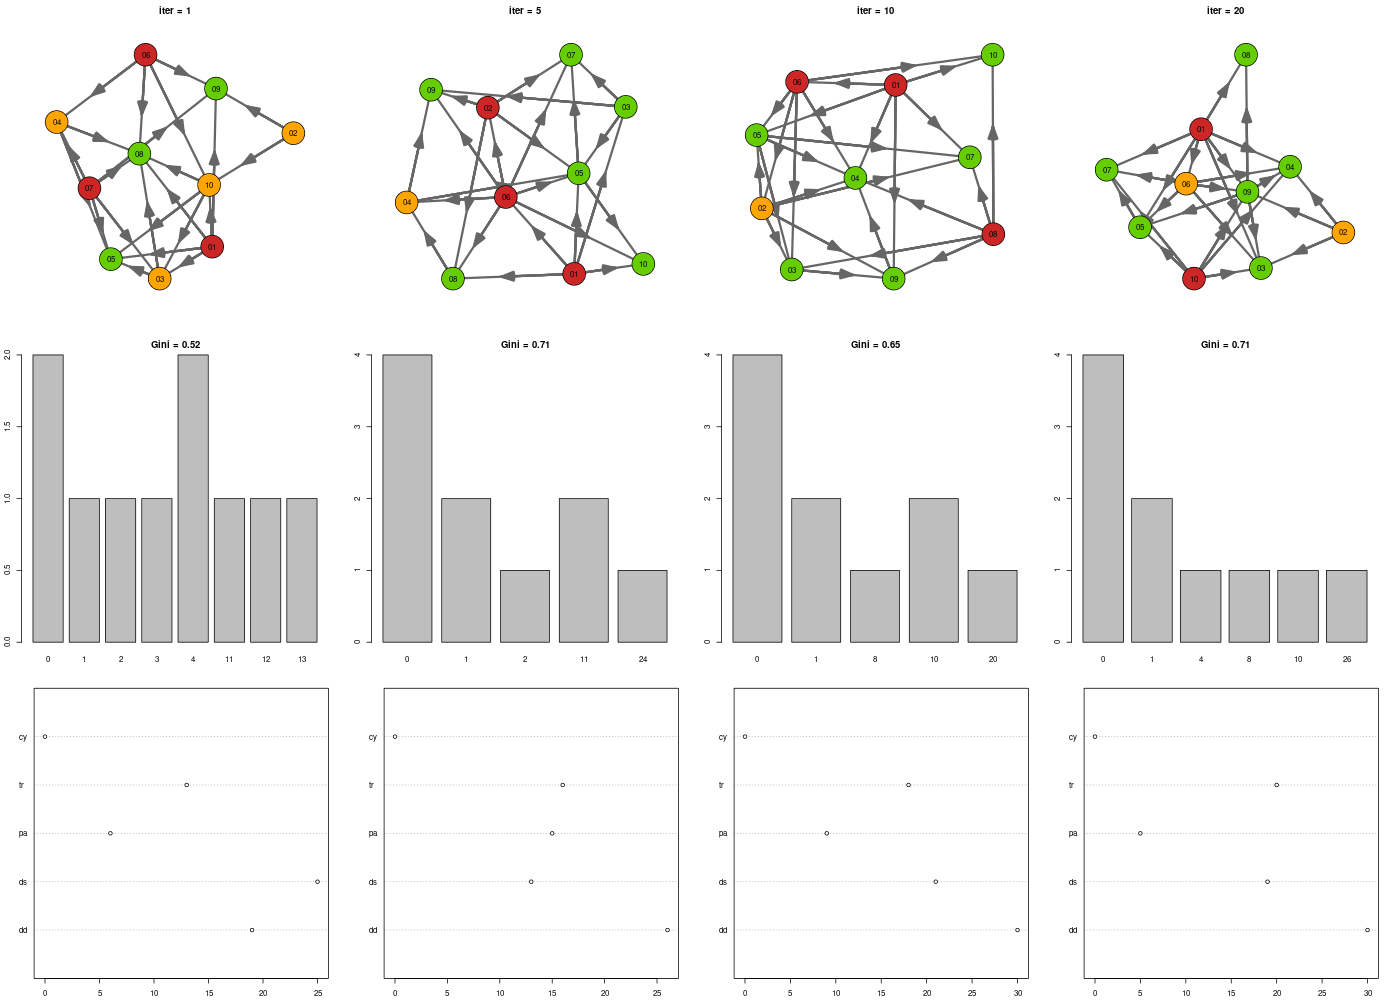 iter = 1
iter = 5
iter = 10
iter = 20
06
09
04
02
08
07
10
01
05
03
07
09
02
03
05
06
04
01
10
08
10
06
01
05
07
04
02
08
03
09
08
01
07
04
06
09
05
02
03
10
Gini = 0.52
0.0 0.5 1.0 1.5 2.0
0 1 2 3 4 11 12 13
Gini = 0.71
0 1 2 3 4
0 1 2 11 24
Gini = 0.65
0 1 2 3 4
0 1 8 10 20
Gini = 0.71
0 1 2 3 4
0 1 4 8 10 26
cy
tr
pa
ds
dd
0 5 10 15 20 25
cy
tr
pa
ds
dd
0 5 10 15 20 25
cy
tr
pa
ds
dd
0 5 10 15 20 25 30
cy
tr
pa
ds
dd
0 5 10 15 20 25 30